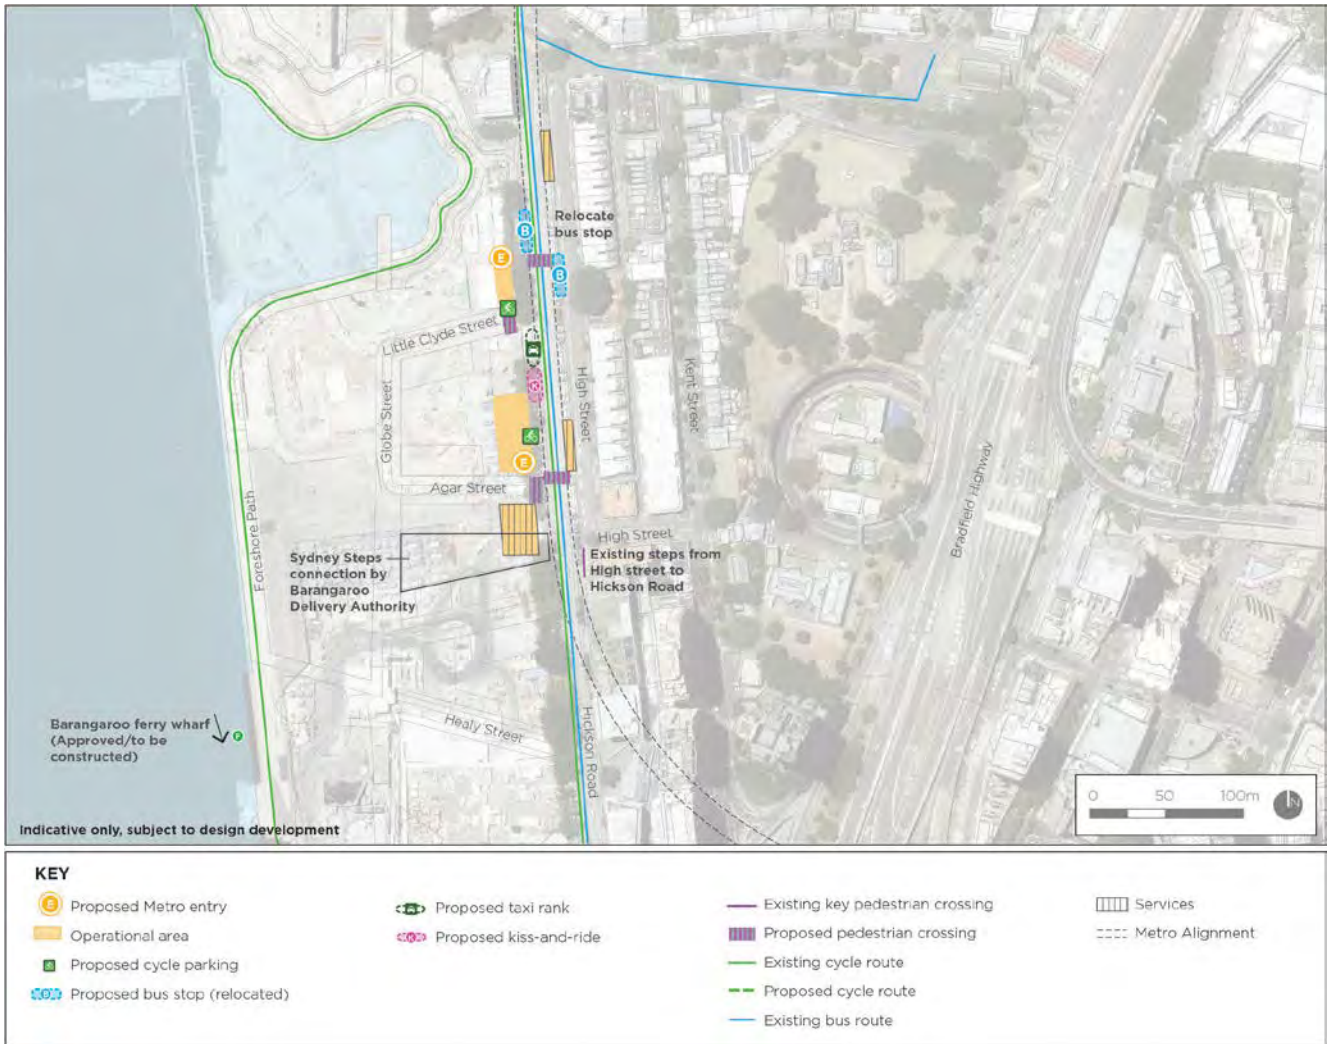 Relocate
bus stop
B
E
B
Little Clyde Street
K
High Street
Kent Street
Globe Street
E
Agar Street
Bradfield Highway
High Street
Foreshore Path
Sydney Steps
connection by
Barangaroo
Delivery Authority
Existing steps from
High street to
Hickson Road
Hickson Road
Healy Street
Barangaroo ferry wharf
(Approved/to be
constructed)
F
0 50 100m
N
Indicative only, subject to design development
KEY
E Proposed Metro entry
Operational area
Proposed cycle parking
B Proposed bus stop (relocated)
Proposed taxi rank
K Proposed kiss-and-ride
Existing key pedestrian crossing
Proposed pedestrian crossing
Existing cycle route
Proposed cycle route
Existing bus route
Services
Metro Alignment